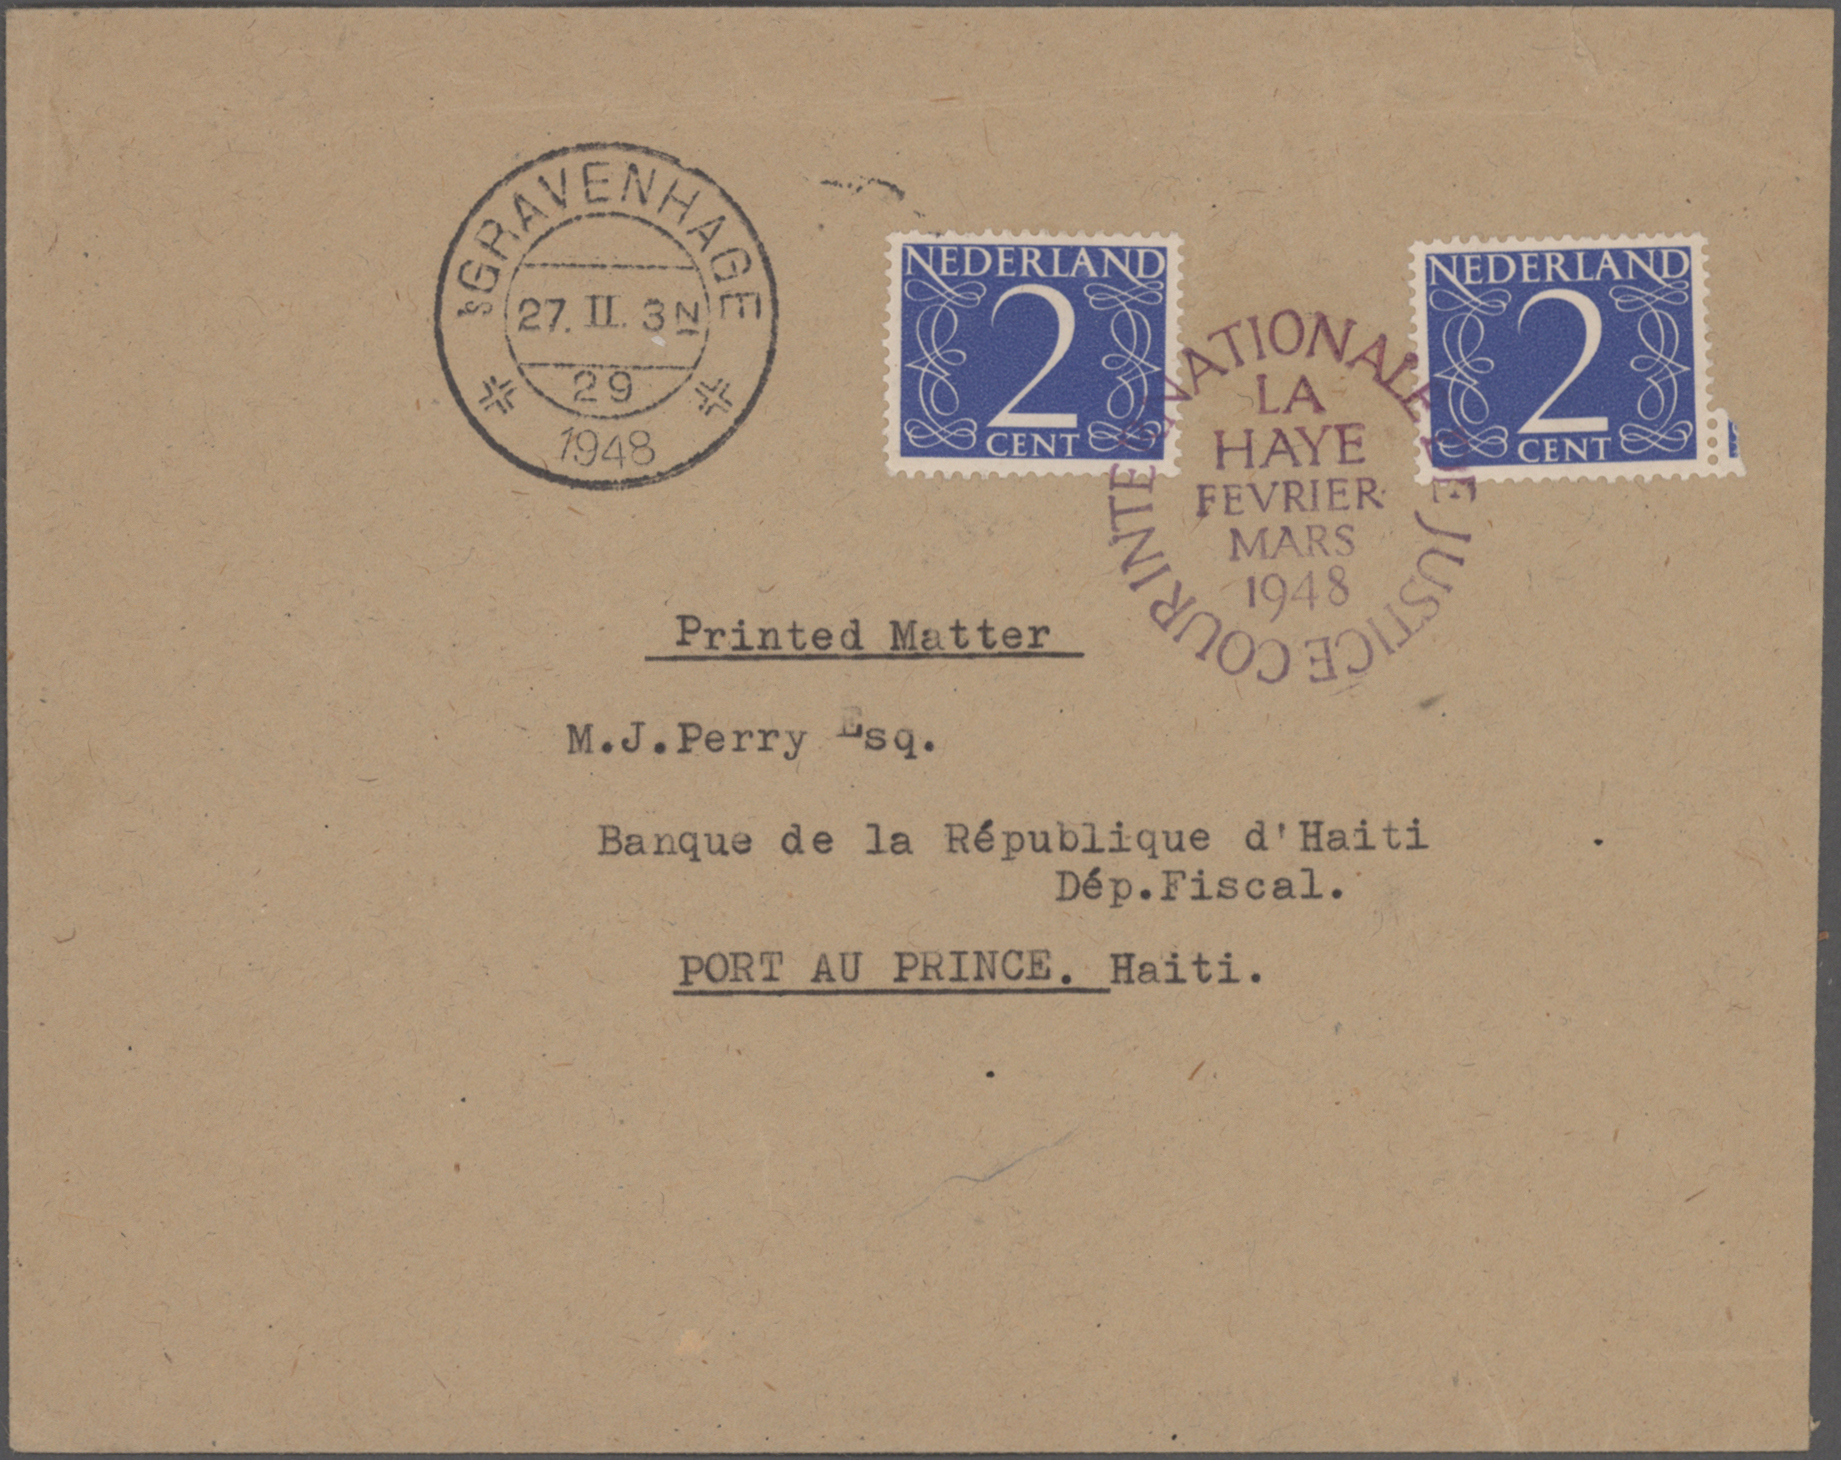 's GRAVENHAGE
27. II. 3 N
29
1948
NEDERLAND
2
CENT
NEDERLAND
2
CENT
COUR INTERNATIONALE DE JUSTICE
LA
HAYE
FEVRIER
MARS
1948
Printed Matter
M.J.Perry Esq.
Banque de la République d'Haiti
Dép.Fiscal.
PORT AU PRINCE. Haiti.